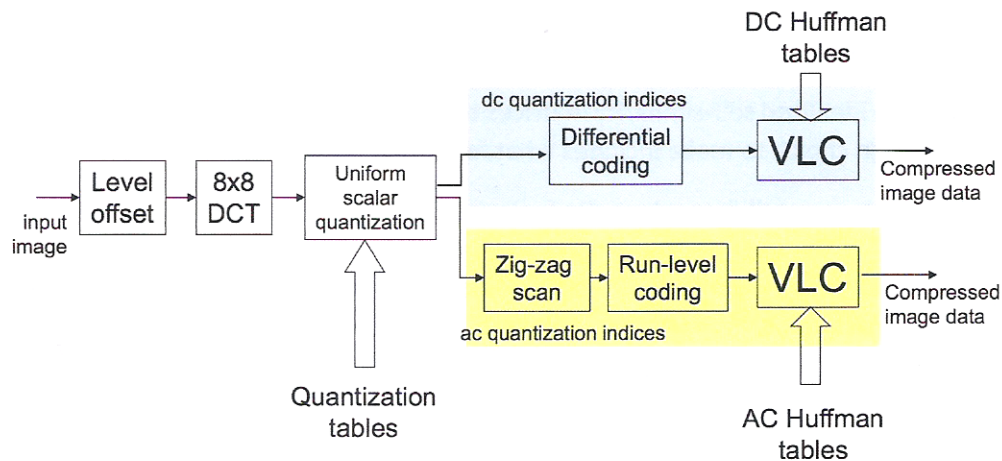 DC Huffman
tables
dc quantization indices
Differential
coding
VLC
Compressed
image data
Level
offset
8x8
DCT
Uniform
scalar
quantization
input
image
Zig-zag
scan
Run-level
coding
VLC
Compressed
image data
ac quantization indices
Quantization
tables
AC Huffman
tables